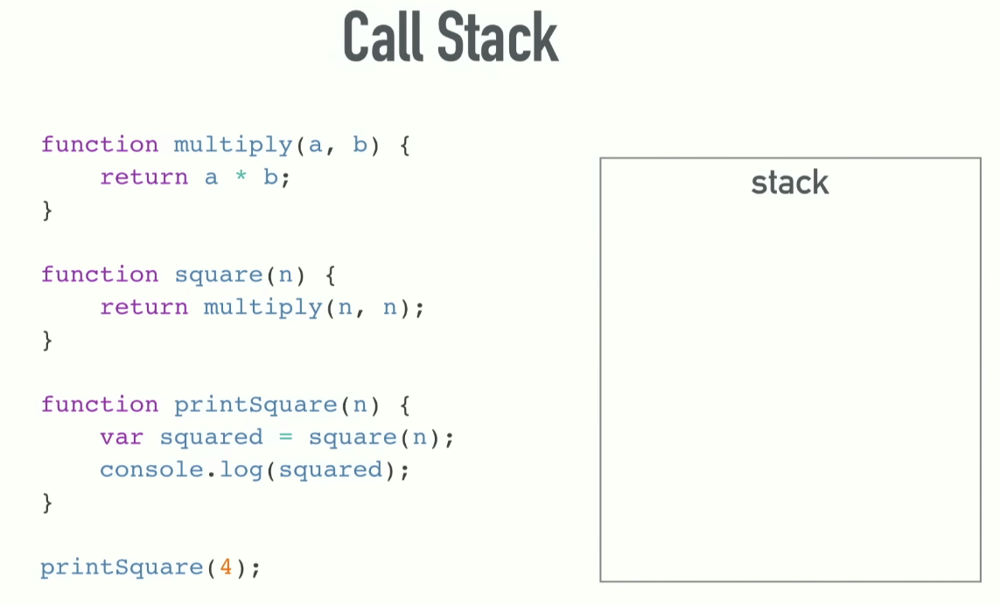 Call Stack
function multiply(a, b) {
    return a * b;
}
function square(n) {
    return multiply(n, n);
}
function printSquare(n) {
    var squared = square(n);
    console.log(squared);
}
printSquare(4);
stack